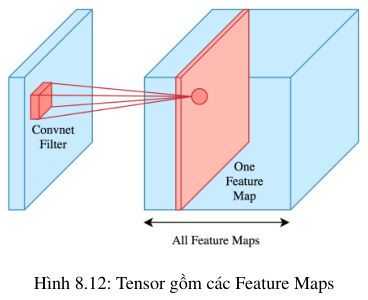 Convnet
Filter
One
Feature
Map
All Feature Maps
Hình 8.12: Tensor gồm các Feature Maps